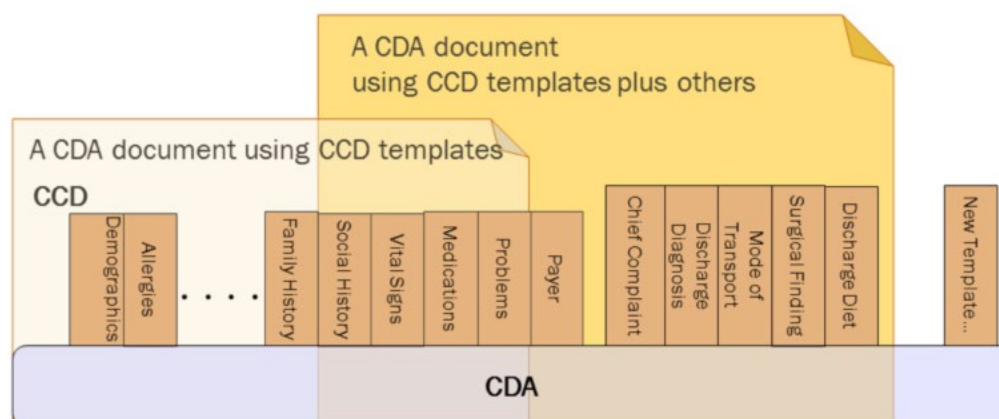 A CDA document
using CCD templates plus others
A CDA document using CCD templates
CCD
Demographics
Allergies
. . . . .
Family History
Social History
Vital Signs
Medications
Problems
Payer
Chief Complaint
Discharge
Diagnosis
Mode of
Transport
Surgical Finding
Discharge Diet
New Template...
CDA